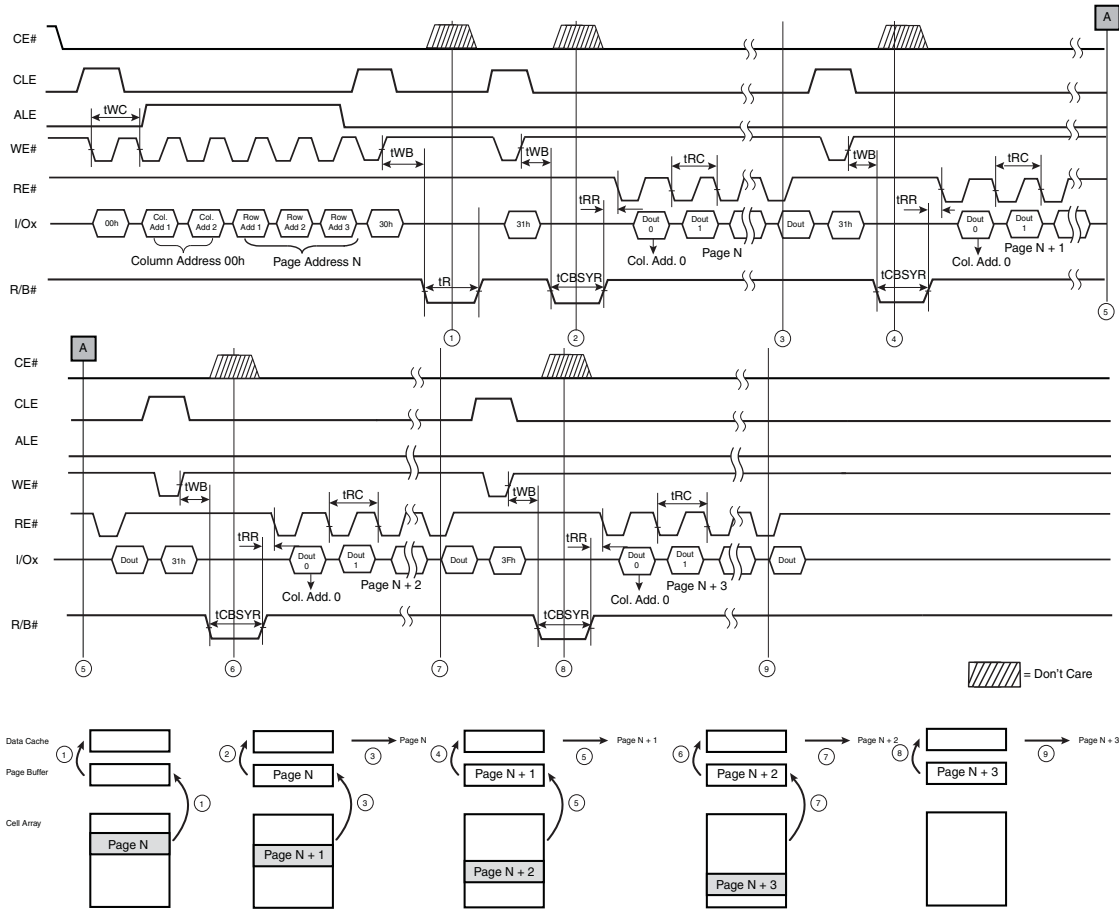 A
CE#
CLE
ALE
tWC
WE#
tWB
tWB
tWB
tRC
tRC
RE#
tRR
tRR
I/Ox
00h
Col. Add 1
Col. Add 2
Row Add 1
Row Add 2
Row Add 3
30h
31h
Dout 0
Dout 1
Dout
31h
Dout 0
Dout 1
Column Address 00h
Page Address N
Page N
Page N + 1
Col. Add. 0
Col. Add. 0
R/B#
tR
tCBSYR
tCBSYR
1
2
3
4
5
A
CE#
CLE
ALE
WE#
tWB
tWB
tRC
tRC
RE#
tRR
tRR
I/Ox
Dout
31h
Dout 0
Dout 1
Dout
3Fh
Dout 0
Dout 1
Dout
Page N + 2
Page N + 3
Col. Add. 0
Col. Add. 0
R/B#
tCBSYR
tCBSYR
5
6
7
8
9
= Don't Care
Data Cache
1
2
3
Page N
4
5
Page N + 1
6
7
Page N + 2
8
9
Page N + 3
Page Buffer
Page N
Page N + 1
Page N + 2
Page N + 3
1
3
5
7
Cell Array
Page N
Page N + 1
Page N + 2
Page N + 3